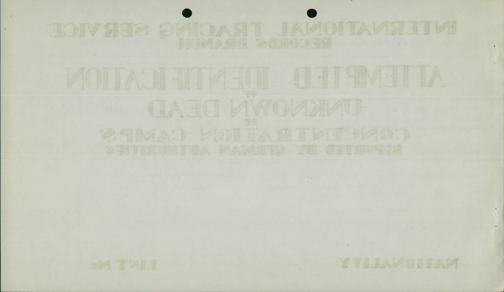 INTERNATIONAL TRACING SERVICE
RECORDS BRANCH
ATTEMPTED IDENTIFICATION
OF
UNKNOWN DEAD
OF
CONCENTRATION CAMPS
REPORTED BY GERMAN AUTHORITIES
NATIONALITY
LIST No